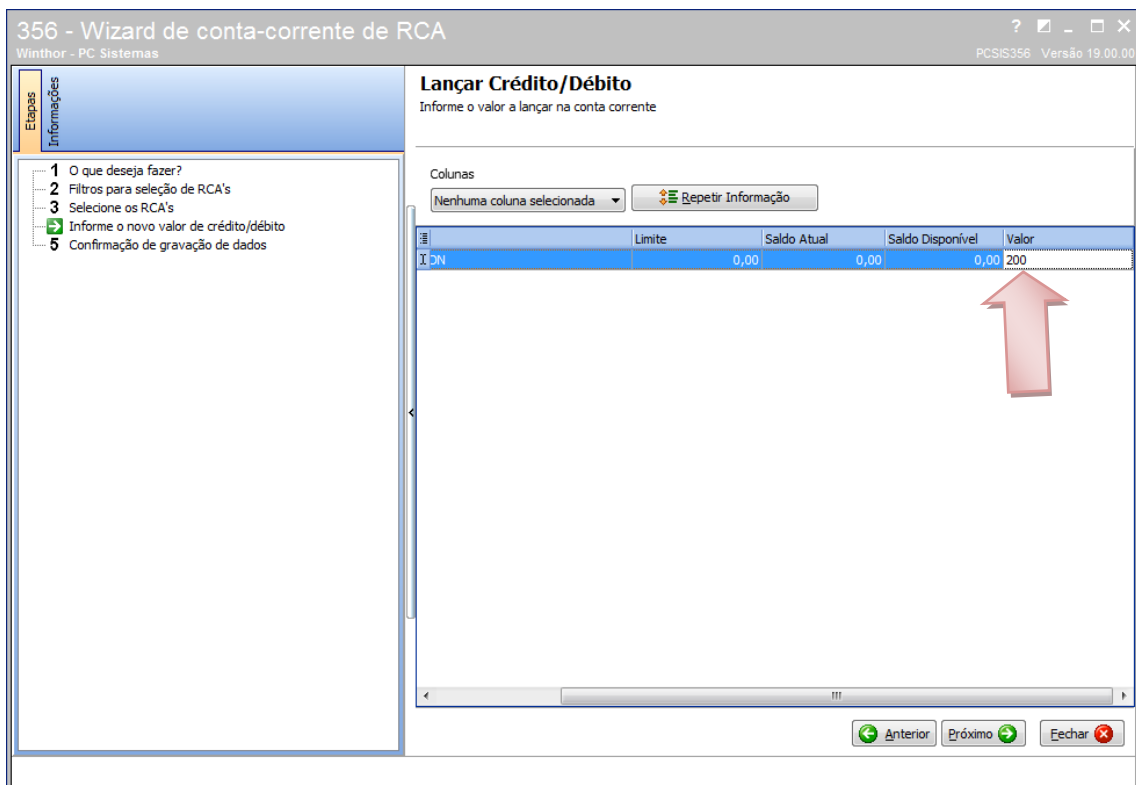 356 - Wizard de conta-corrente de RCA
Winthor - PC Sistemas
PCSIS356 Versão 19.00.00
Etapas
Informações
1 O que deseja fazer?
2 Filtros para seleção de RCA's
3 Selecione os RCA's
Informe o novo valor de crédito/débito
5 Confirmação de gravação de dados
Lançar Crédito/Débito
Informe o valor a lançar na conta corrente
Colunas
Nenhuma coluna selecionada
Repetir Informação
Limite Saldo Atual Saldo Disponível Valor
ON 0,00 0,00 0,00 200
Anterior Próximo Fechar